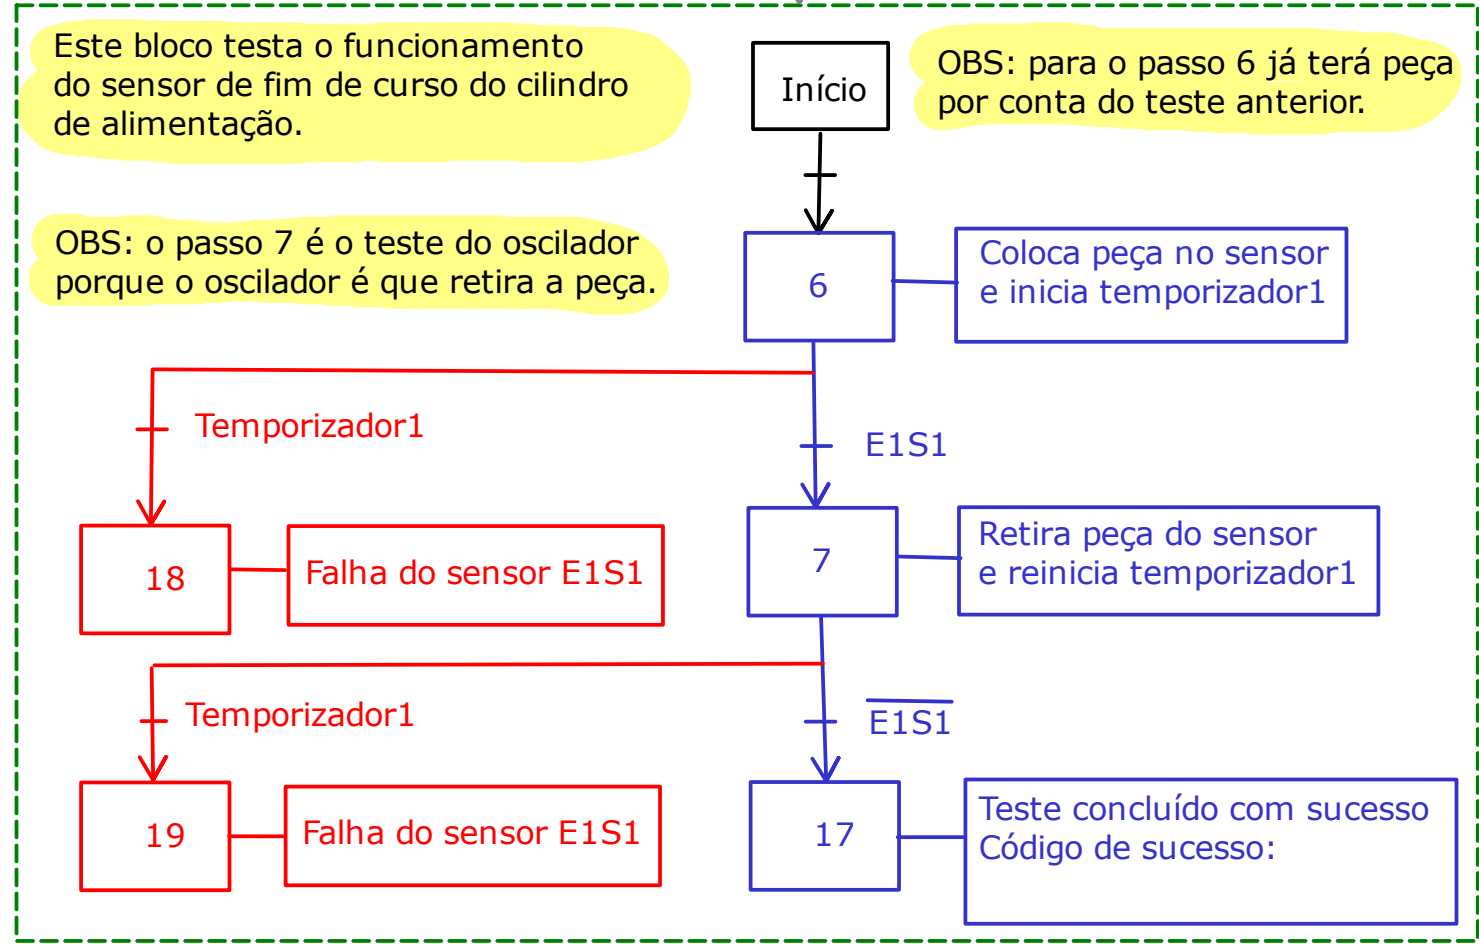 Este bloco testa o funcionamento
do sensor de fim de curso do cilindro
de alimentação.
Início
OBS: para o passo 6 já terá peça
por conta do teste anterior.
OBS: o passo 7 é o teste do oscilador
porque o oscilador é que retira a peça.
6
Coloca peça no sensor
e inicia temporizador1
Temporizador1
E1S1
18
Falha do sensor E1S1
7
Retira peça do sensor
e reinicia temporizador1
Temporizador1
E1S1
19
Falha do sensor E1S1
17
Teste concluído com sucesso
Código de sucesso: